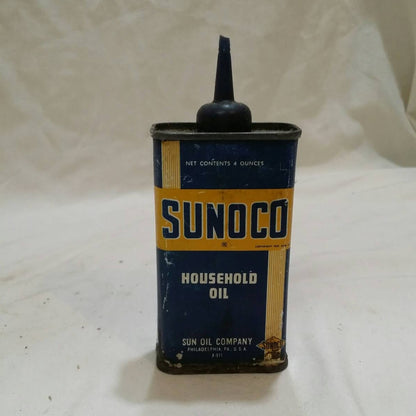 NET CONTENTS 4 OUNCES
SUNOCO
HOUSEHOLD
OIL
SUN OIL COMPANY
PHILADELPHIA, PA., U.S.A.